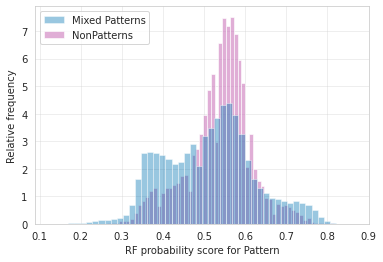 Mixed Patterns
NonPatterns
Relative frequency
7
6
5
4
3
2
1
0
0.1 0.2 0.3 0.4 0.5 0.6 0.7 0.8 0.9
RF probability score for Pattern